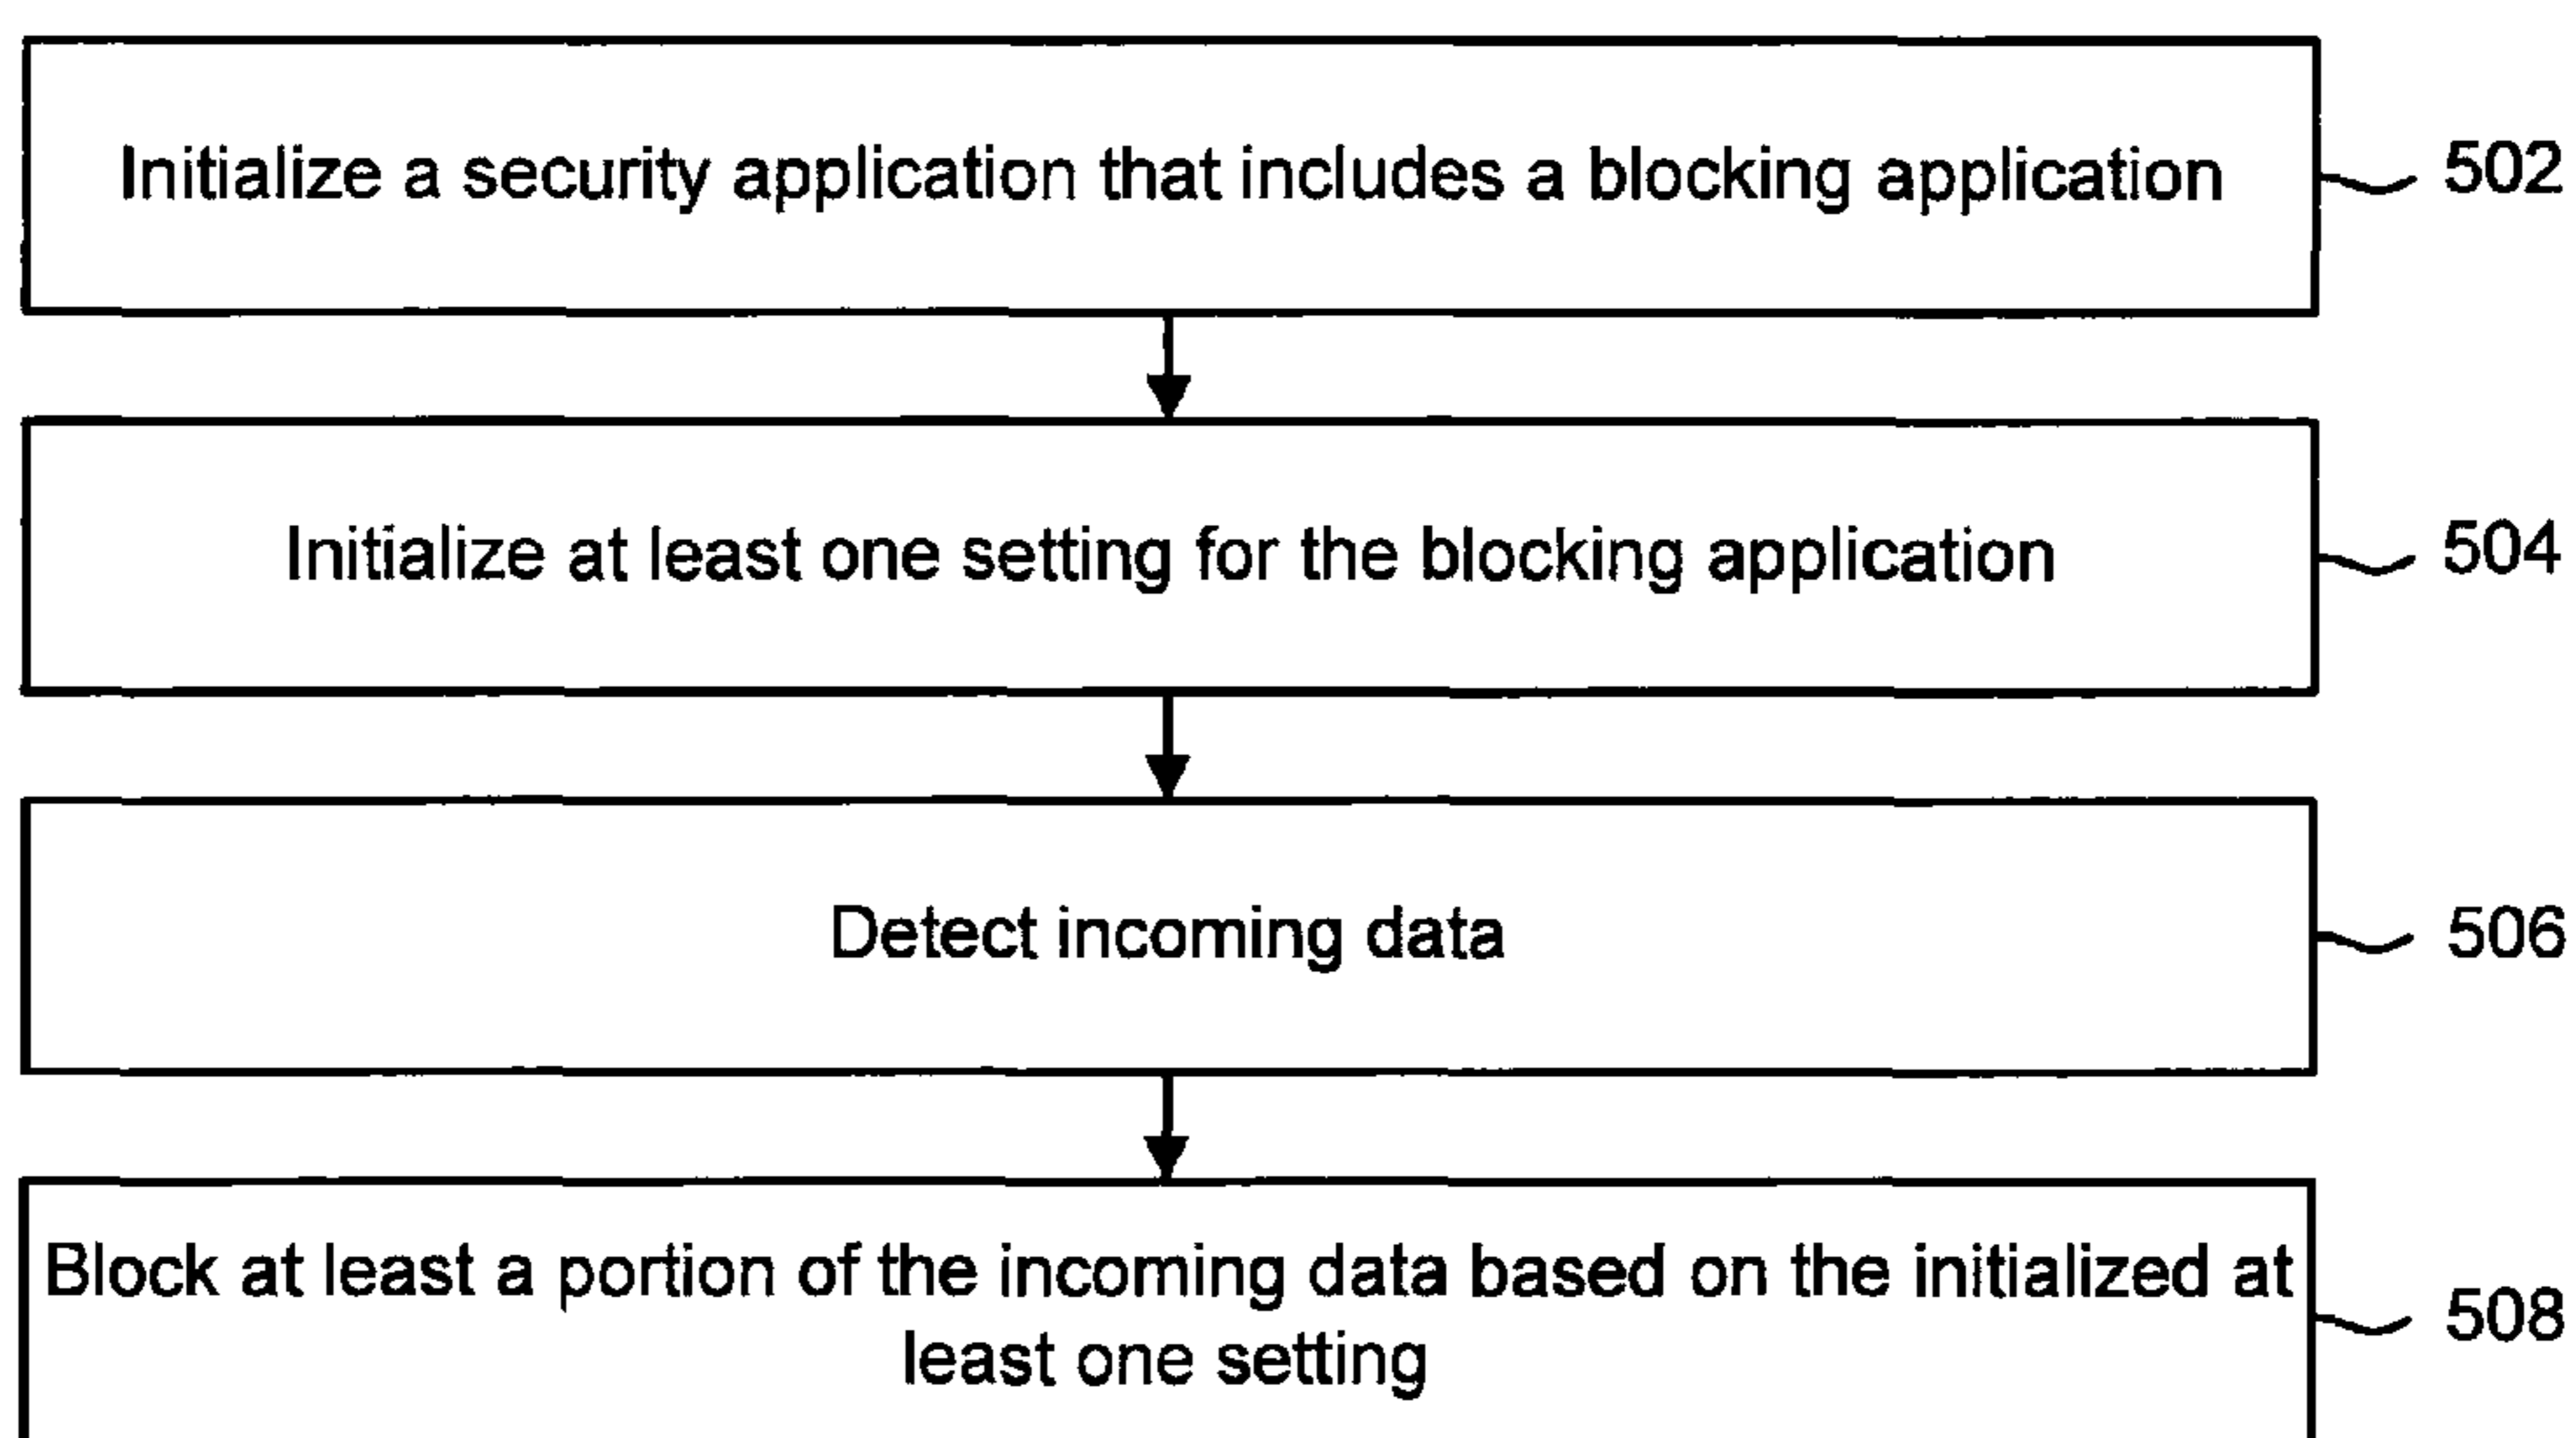 Initialize a security application that includes a blocking application
502
Initialize at least one setting for the blocking application
504
Detect incoming data
506
Block at least a portion of the incoming data based on the initialized at
least one setting
508